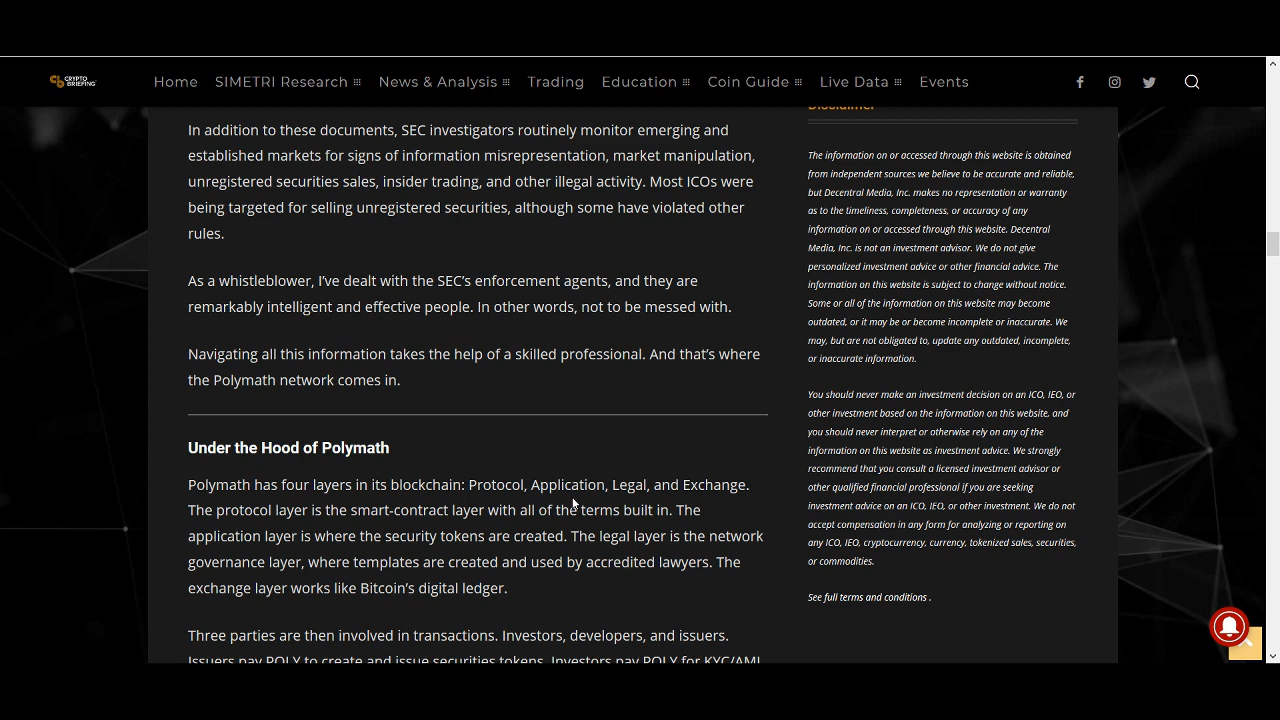 CRYPTO
BRIEFING
Home
SIMETRI Research
News & Analysis
Trading
Education
Coin Guide
Live Data
Events
In addition to these documents, SEC investigators routinely monitor emerging and
established markets for signs of information misrepresentation, market manipulation,
unregistered securities sales, insider trading, and other illegal activity. Most ICOs were
being targeted for selling unregistered securities, although some have violated other
rules.
As a whistleblower, I’ve dealt with the SEC’s enforcement agents, and they are
remarkably intelligent and effective people. In other words, not to be messed with.
Navigating all this information takes the help of a skilled professional. And that’s where
the Polymath network comes in.
Under the Hood of Polymath
Polymath has four layers in its blockchain: Protocol, Application, Legal, and Exchange.
The protocol layer is the smart-contract layer with all of the terms built in. The
application layer is where the security tokens are created. The legal layer is the network
governance layer, where templates are created and used by accredited lawyers. The
exchange layer works like Bitcoin’s digital ledger.
Three parties are then involved in transactions. Investors, developers, and issuers.
Issuers pay POLY to create and issue securities tokens. Investors pay POLY for KYC/AML
Disclaimer
The information on or accessed through this website is obtained
from independent sources we believe to be accurate and reliable,
but Decentral Media, Inc. makes no representation or warranty
as to the timeliness, completeness, or accuracy of any
information on or accessed through this website. Decentral
Media, Inc. is not an investment advisor. We do not give
personalized investment advice or other financial advice. The
information on this website is subject to change without notice.
Some or all of the information on this website may become
outdated, or it may be or become incomplete or inaccurate. We
may, but are not obligated to, update any outdated, incomplete,
or inaccurate information.
You should never make an investment decision on an ICO, IEO, or
other investment based on the information on this website, and
you should never interpret or otherwise rely on any of the
information on this website as investment advice. We strongly
recommend that you consult a licensed investment advisor or
other qualified financial professional if you are seeking
investment advice on an ICO, IEO, or other investment. We do not
accept compensation in any form for analyzing or reporting on
any ICO, IEO, cryptocurrency, currency, tokenized sales, securities,
or commodities.
See full terms and conditions .